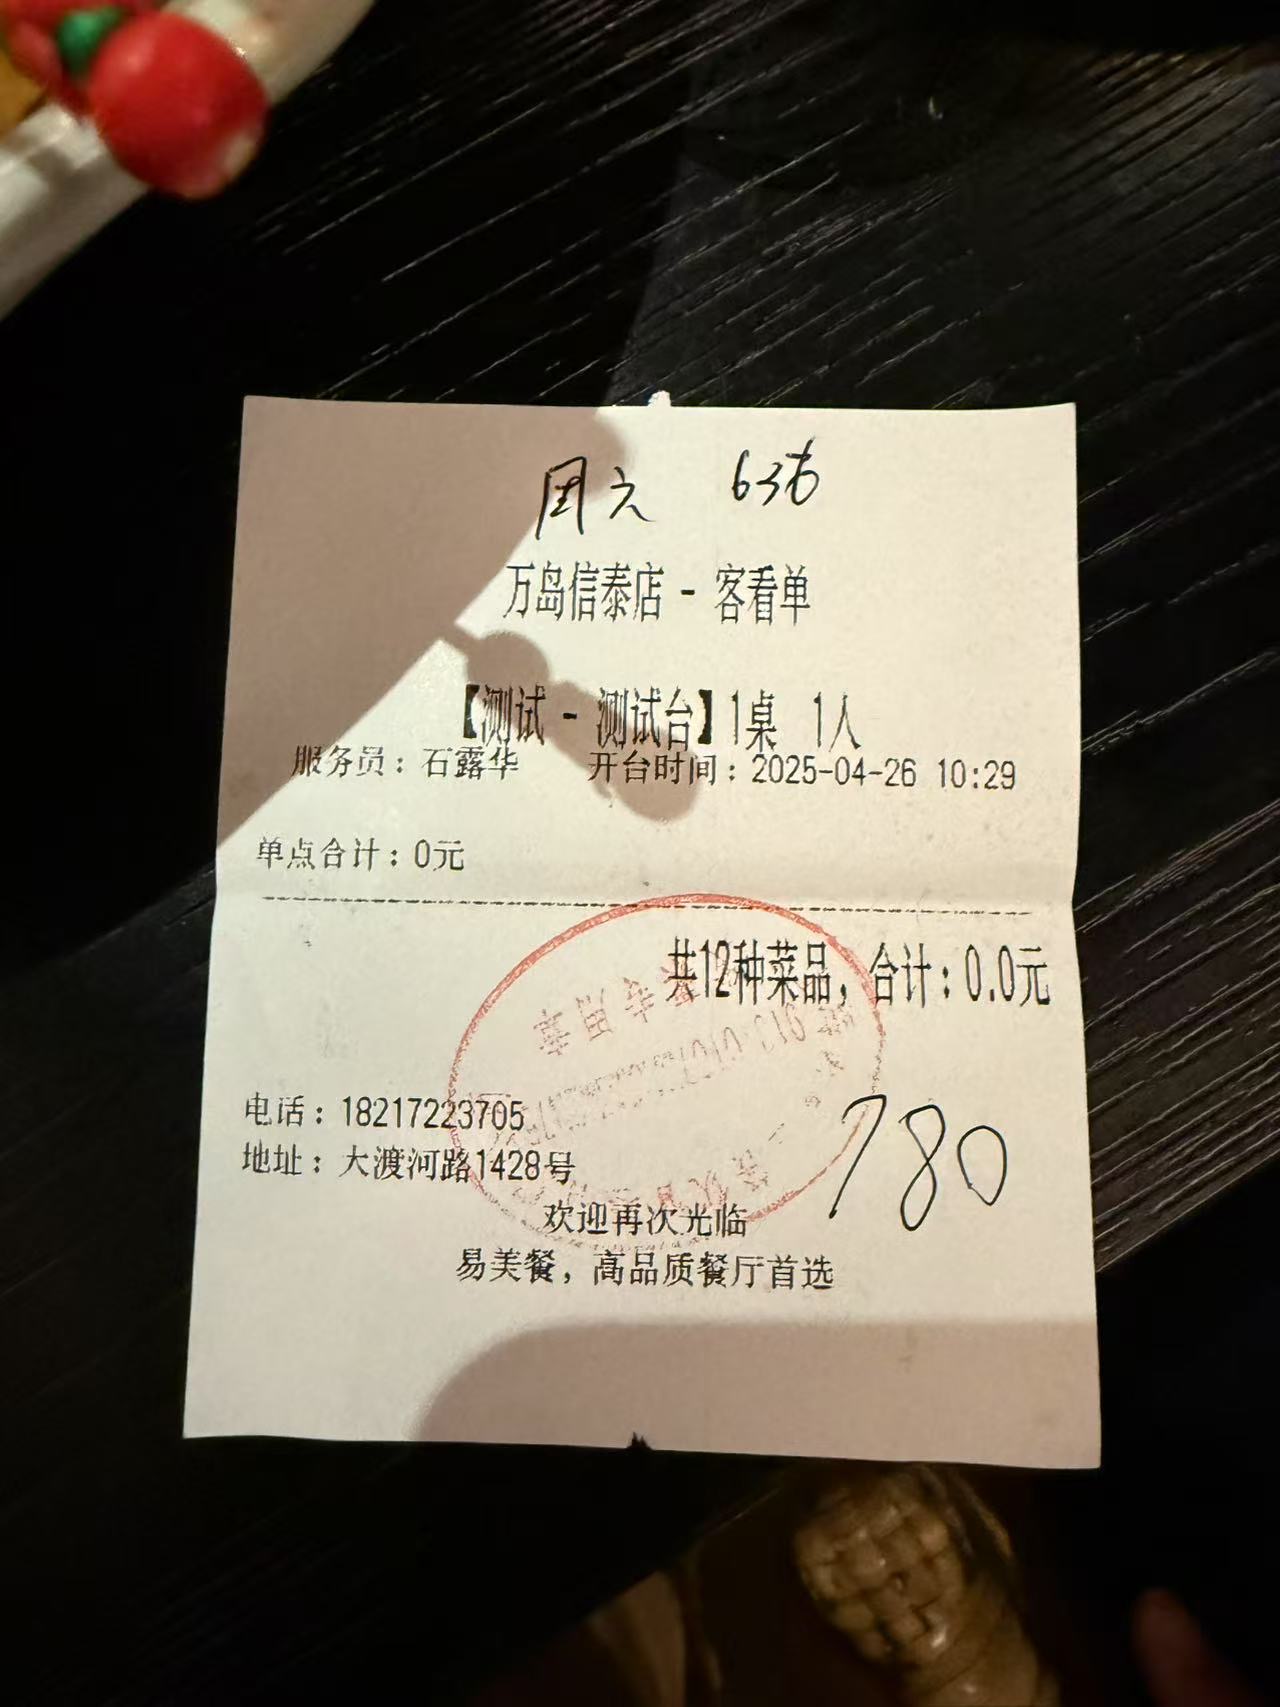 周六 63
万岛信泰店 - 客看单
【测试 - 测试台】1桌 1人
服务员：石露华 开台时间：2025-04-26 10:29
单点合计：0元
共12种菜品，合计：0.0元
专用章
电话：18217223705
地址：大渡河路1428号
780
欢迎再次光临
易美餐，高品质餐厅首选